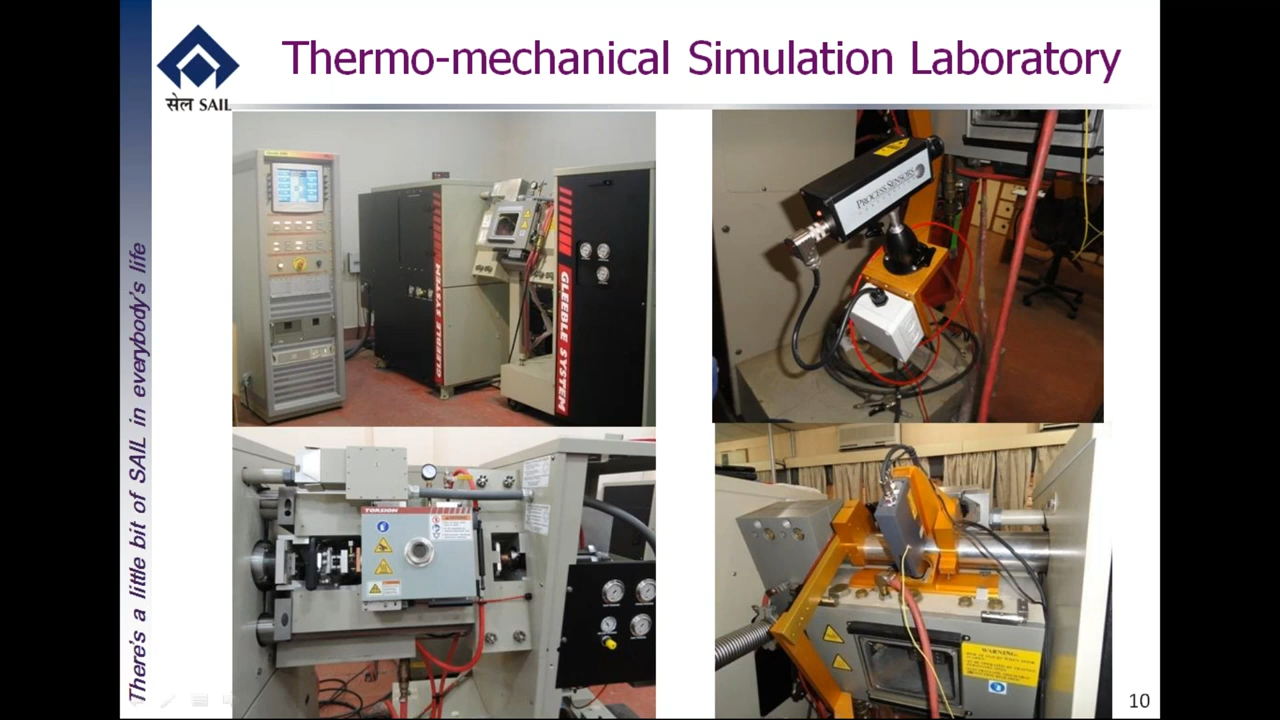 Thermo-mechanical Simulation Laboratory
सेल SAIL
There's a little bit of SAIL in everybody's life
GLEEBLE SYSTEM
GLEEBLE SYSTEM
PROCESS SENSORS
TORSION
WARNING:
10